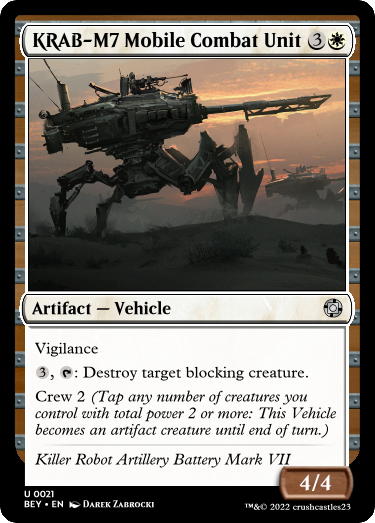 KRAB-M7 Mobile Combat Unit 3
Artifact — Vehicle
Vigilance
3, : Destroy target blocking creature.
Crew 2 (Tap any number of creatures you
control with total power 2 or more: This Vehicle
becomes an artifact creature until end of turn.)
Killer Robot Artillery Battery Mark VII
4/4
U 0021
BEY • EN Darek Zabrocki
™&© 2022 crushcastles23